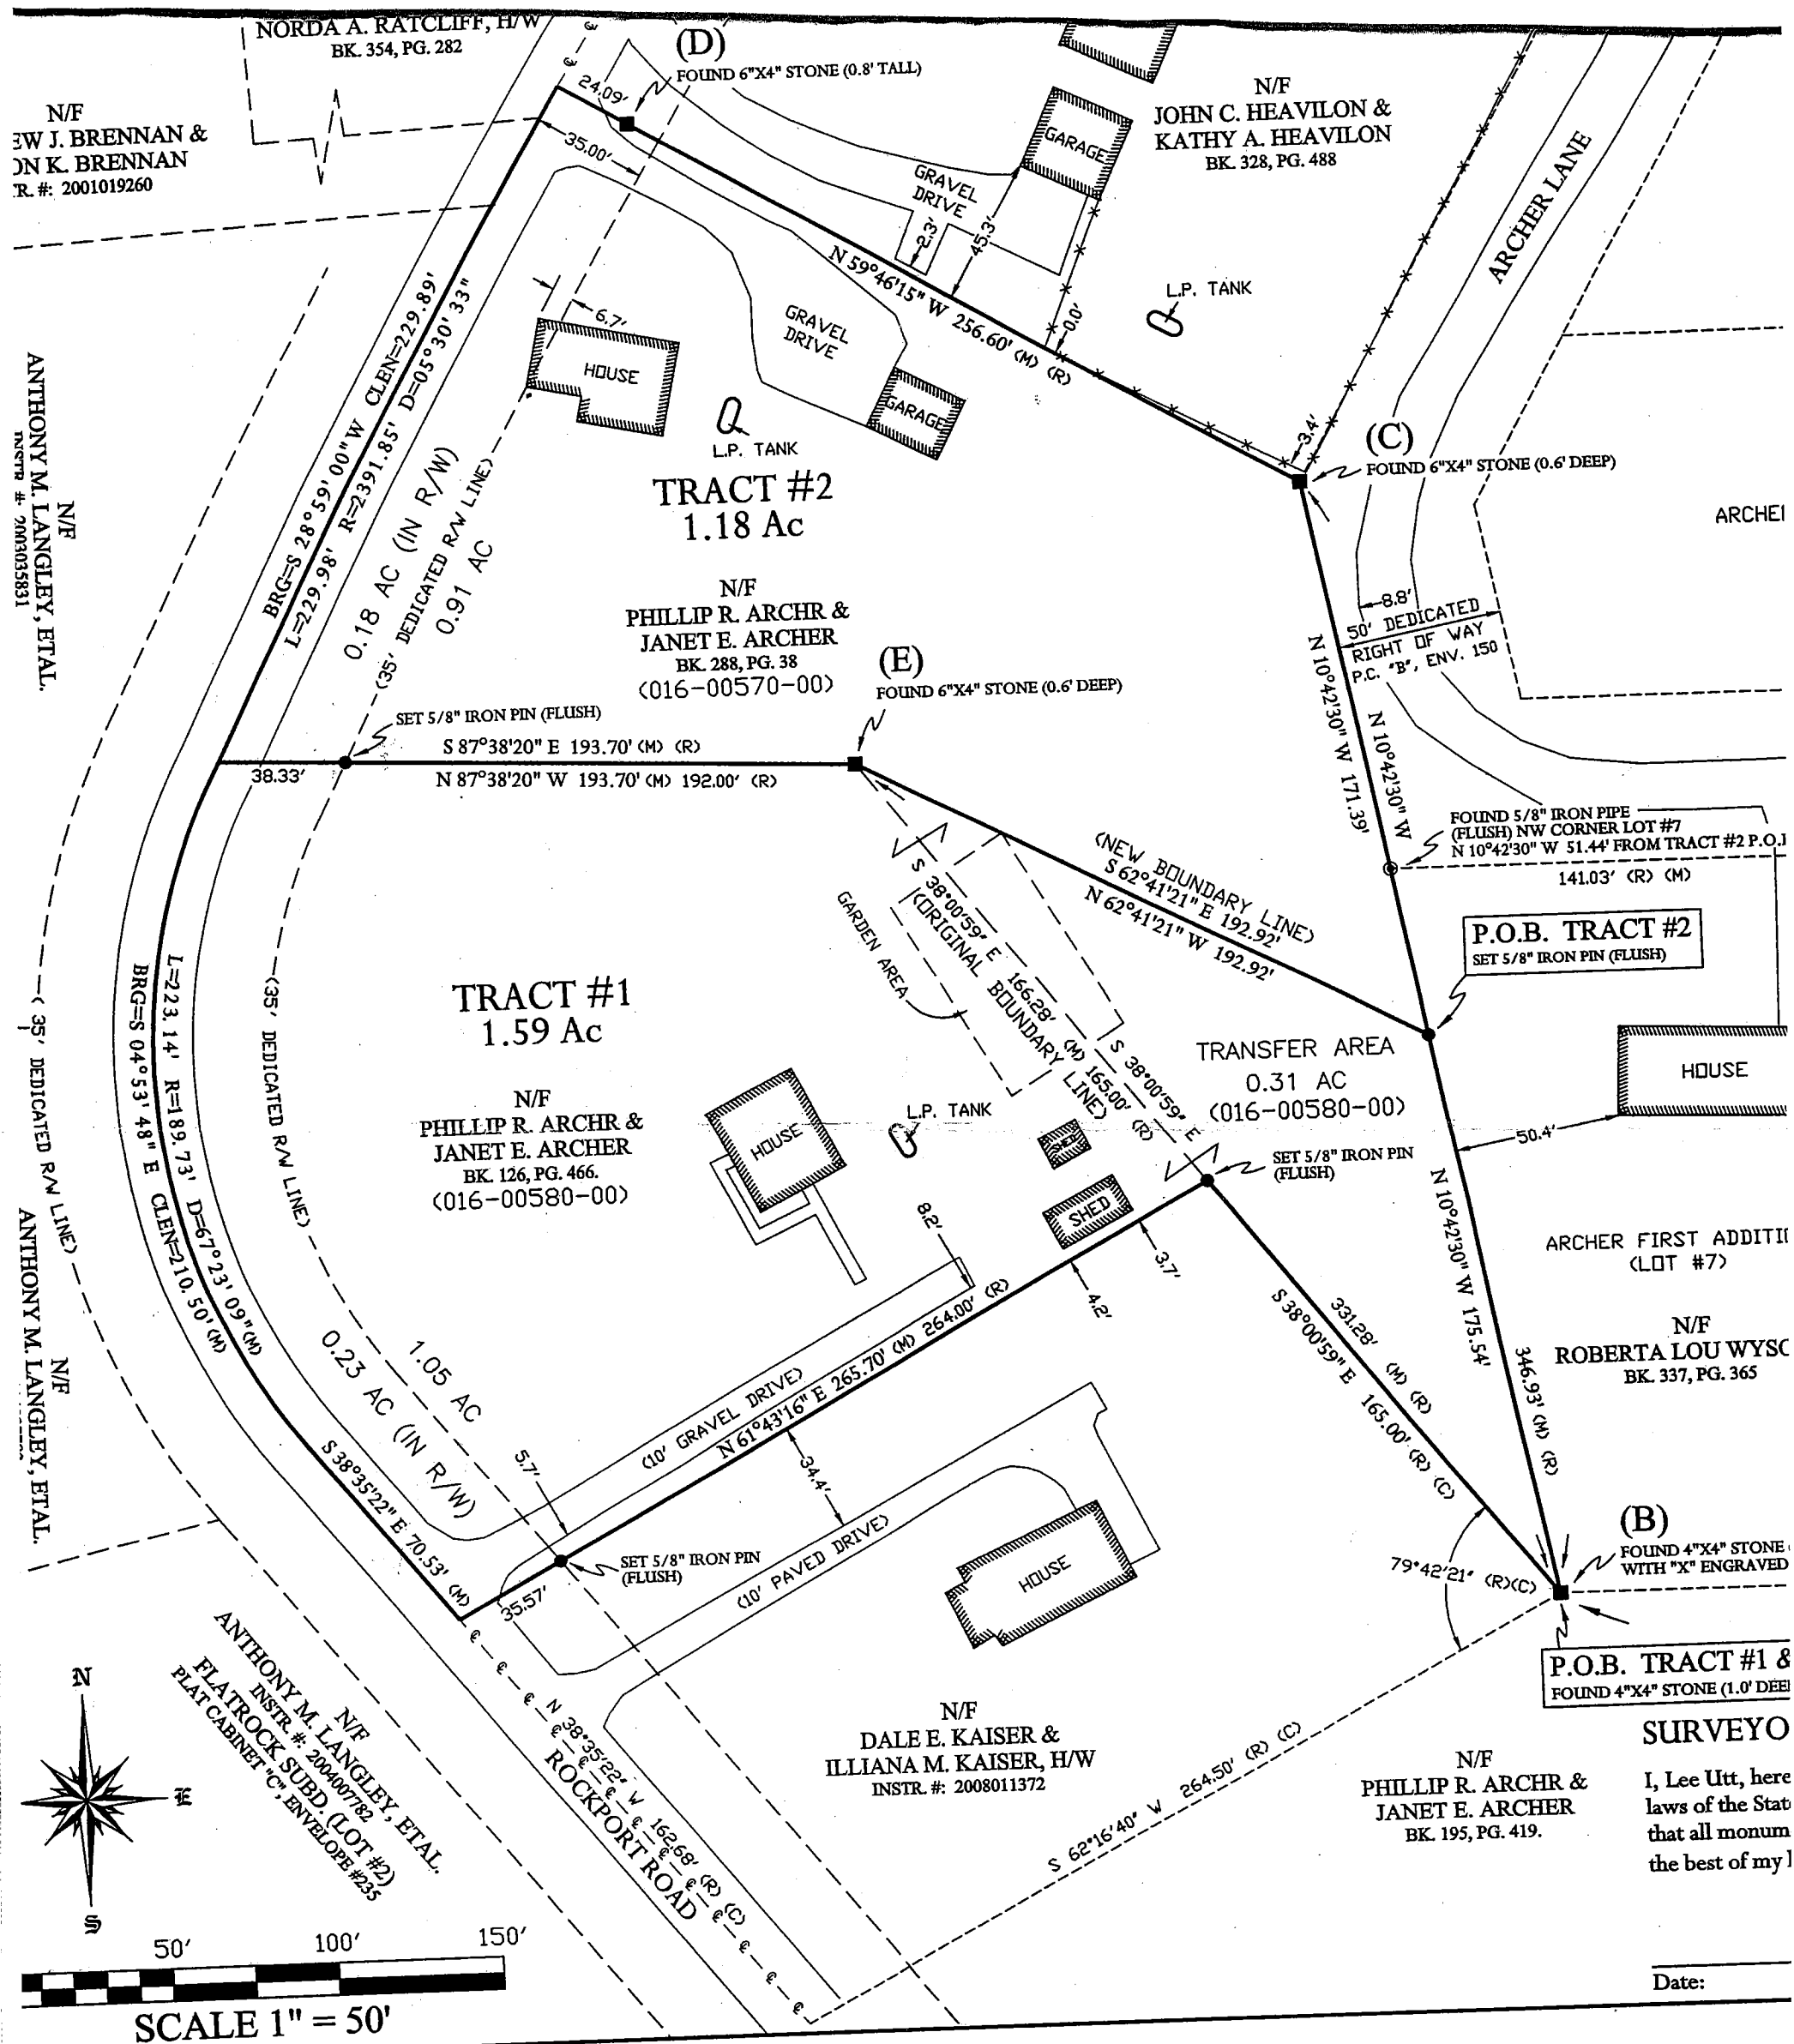 NORDA A. RATCLIFF, H/W
BK. 354, PG. 282
N/F
EW J. BRENNAN &
ON K. BRENNAN
TR. #: 2001019260
(D)
FOUND 6"X4" STONE (0.8' TALL)
24.09'
35.00'
GARAGE
GRAVEL
DRIVE
2.3'
45.3'
0.0'
N 59°46'15" W 256.60' (M) (R)
N/F
JOHN C. HEAVILON &
KATHY A. HEAVILON
BK. 328, PG. 488
L.P. TANK
ARCHER LANE
BRG=S 28°59'00" W CLEN=229.89'
L=229.98' R=2391.85' D=05°30'33"
6.7'
HOUSE
GRAVEL
DRIVE
GARAGE
L.P. TANK
3.4'
(C)
FOUND 6"X4" STONE (0.6' DEEP)
TRACT #2
1.18 Ac
0.18 AC (IN R/W)
(35' DEDICATED R/W LINE)
0.91 AC
N/F
PHILLIP R. ARCHR &
JANET E. ARCHER
BK. 288, PG. 38
(016-00570-00)
N/F
ANTHONY M. LANGLEY, ETAL.
INSTR #: 2003035831
(E)
FOUND 6"X4" STONE (0.6' DEEP)
8.8'
50' DEDICATED
RIGHT OF WAY
P.C. "B", ENV. 150
SET 5/8" IRON PIN (FLUSH)
S 87°38'20" E 193.70' (M) (R)
38.33'
N 87°38'20" W 193.70' (M) 192.00' (R)
N 10°42'30" W 171.39'
N 10°42'30" W
FOUND 5/8" IRON PIPE
(FLUSH) NW CORNER LOT #7
N 10°42'30" W 51.44' FROM TRACT #2 P.O.
141.03' (R) (M)
(NEW BOUNDARY LINE)
S 62°41'21" E 192.92'
N 62°41'21" W 192.92'
P.O.B. TRACT #2
SET 5/8" IRON PIN (FLUSH)
S 38°00'59" E 166.28' (M) 165.00' (R)
(ORIGINAL BOUNDARY LINE)
S 38°00'59" E
GARDEN AREA
TRACT #1
1.59 Ac
N/F
PHILLIP R. ARCHR &
JANET E. ARCHER
BK. 126, PG. 466.
(016-00580-00)
HOUSE
L.P. TANK
SHED
SHED
TRANSFER AREA
0.31 AC
(016-00580-00)
SET 5/8" IRON PIN
(FLUSH)
HOUSE
50.4'
L=223.14' R=189.73' D=67°23'09" (M)
BRG=S 04°53'48" E CLEN=210.50' (M)
(35' DEDICATED R/W LINE)
( 35' DEDICATED R/W LINE)
N/F
ANTHONY M. LANGLEY, ETAL.
8.2'
3.7'
4.2'
N 10°42'30" W 175.54'
346.93' (M) (R)
ARCHER FIRST ADDITI
(LOT #7)
N/F
ROBERTA LOU WYSO
BK. 337, PG. 365
331.28' (M) (R)
S 38°00'59" E 165.00' (R) (C)
1.05 AC
0.23 AC (IN R/W)
5.7'
(10' GRAVEL DRIVE)
N 61°43'16" E 265.70' (M) 264.00' (R)
34.4'
S 38°35'22" E 70.53' (M)
SET 5/8" IRON PIN
(FLUSH)
35.57'
(10' PAVED DRIVE)
HOUSE
79°42'21" (R)(C)
(B)
FOUND 4"X4" STONE
WITH "X" ENGRAVED
P.O.B. TRACT #1 &
FOUND 4"X4" STONE (1.0' DEE
N/F
ANTHONY M. LANGLEY, ETAL.
INSTR. #: 2004007782
FLATROCK SUBD. (LOT #2)
PLAT CABINET "C", ENVELOPE #235
N 38°35'22" W 162.68' (R) (C)
ROCKPORT ROAD
N/F
DALE E. KAISER &
ILLIANA M. KAISER, H/W
INSTR. #: 2008011372
S 62°16'40" W 264.50' (R) (C)
N/F
PHILLIP R. ARCHR &
JANET E. ARCHER
BK. 195, PG. 419.
SURVEYO
I, Lee Utt, here
laws of the Stat
that all monum
the best of my
Date:
N
E
S
50' 100' 150'
SCALE 1" = 50'
ARCHE